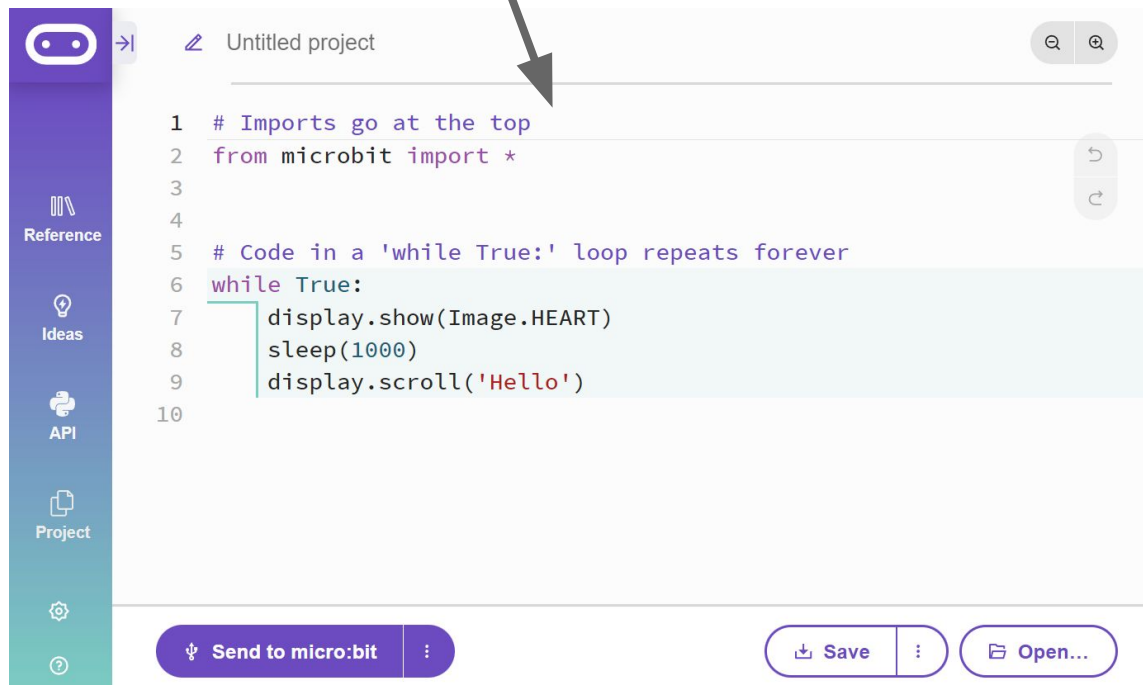 Untitled project
1 # Imports go at the top
2 from microbit import *
3
4
5 # Code in a 'while True:' loop repeats forever
6 while True:
7     display.show(Image.HEART)
8     sleep(1000)
9     display.scroll('Hello')
10
Reference
Ideas
API
Project
Send to micro:bit
Save
Open...